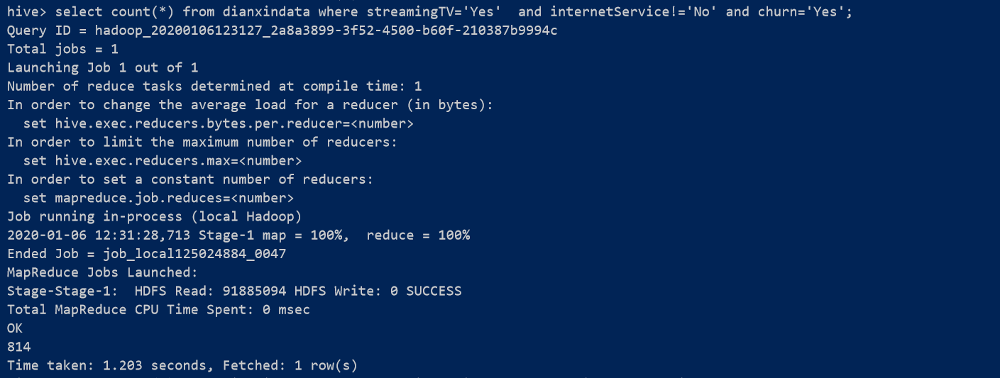 hive> select count(*) from dianxindata where streamingTV='Yes'  and internetService!='No' and churn='Yes';
Query ID = hadoop_20200106123127_2a8a3899-3f52-4500-b60f-210387b9994c
Total jobs = 1
Launching Job 1 out of 1
Number of reduce tasks determined at compile time: 1
In order to change the average load for a reducer (in bytes):
  set hive.exec.reducers.bytes.per.reducer=<number>
In order to limit the maximum number of reducers:
  set hive.exec.reducers.max=<number>
In order to set a constant number of reducers:
  set mapreduce.job.reduces=<number>
Job running in-process (local Hadoop)
2020-01-06 12:31:28,713 Stage-1 map = 100%,  reduce = 100%
Ended Job = job_local125024884_0047
MapReduce Jobs Launched:
Stage-Stage-1:  HDFS Read: 91885094 HDFS Write: 0 SUCCESS
Total MapReduce CPU Time Spent: 0 msec
OK
814
Time taken: 1.203 seconds, Fetched: 1 row(s)